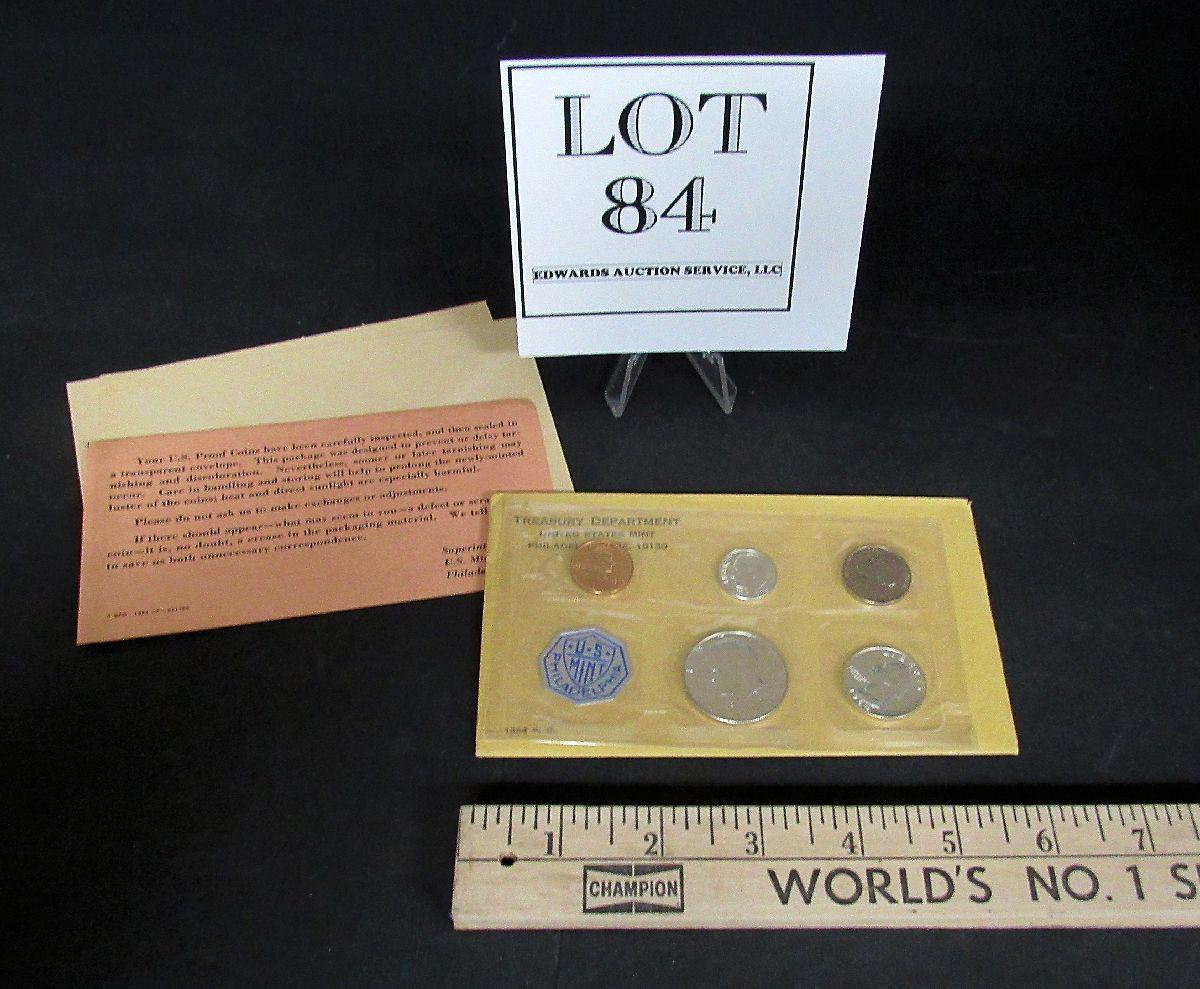 LOT
84
EDWARDS AUCTION SERVICE, LLC
Your U.S. Proof Coins have been carefully inspected, and then sealed in
a transparent envelope. This package was designed to prevent or delay tar-
nishing and discoloration. Nevertheless, sooner or later tarnishing may
occur. Care in handling and storing will help to prolong the newly-minted
luster of the coins; heat and direct sunlight are especially harmful.
Please do not ask us to make exchanges or adjustments.
If there should appear—what may seem to you—a defect or
coin—it is, no doubt, a crease in the packaging material. We
to save us both unnecessary correspondence.
U.S.
TREASURY DEPARTMENT
UNITED STATES MINT
U.S.
MINT
PHILADELPHIA
1 2 3 4 5 6 7
CHAMPION
WORLD'S NO. 1